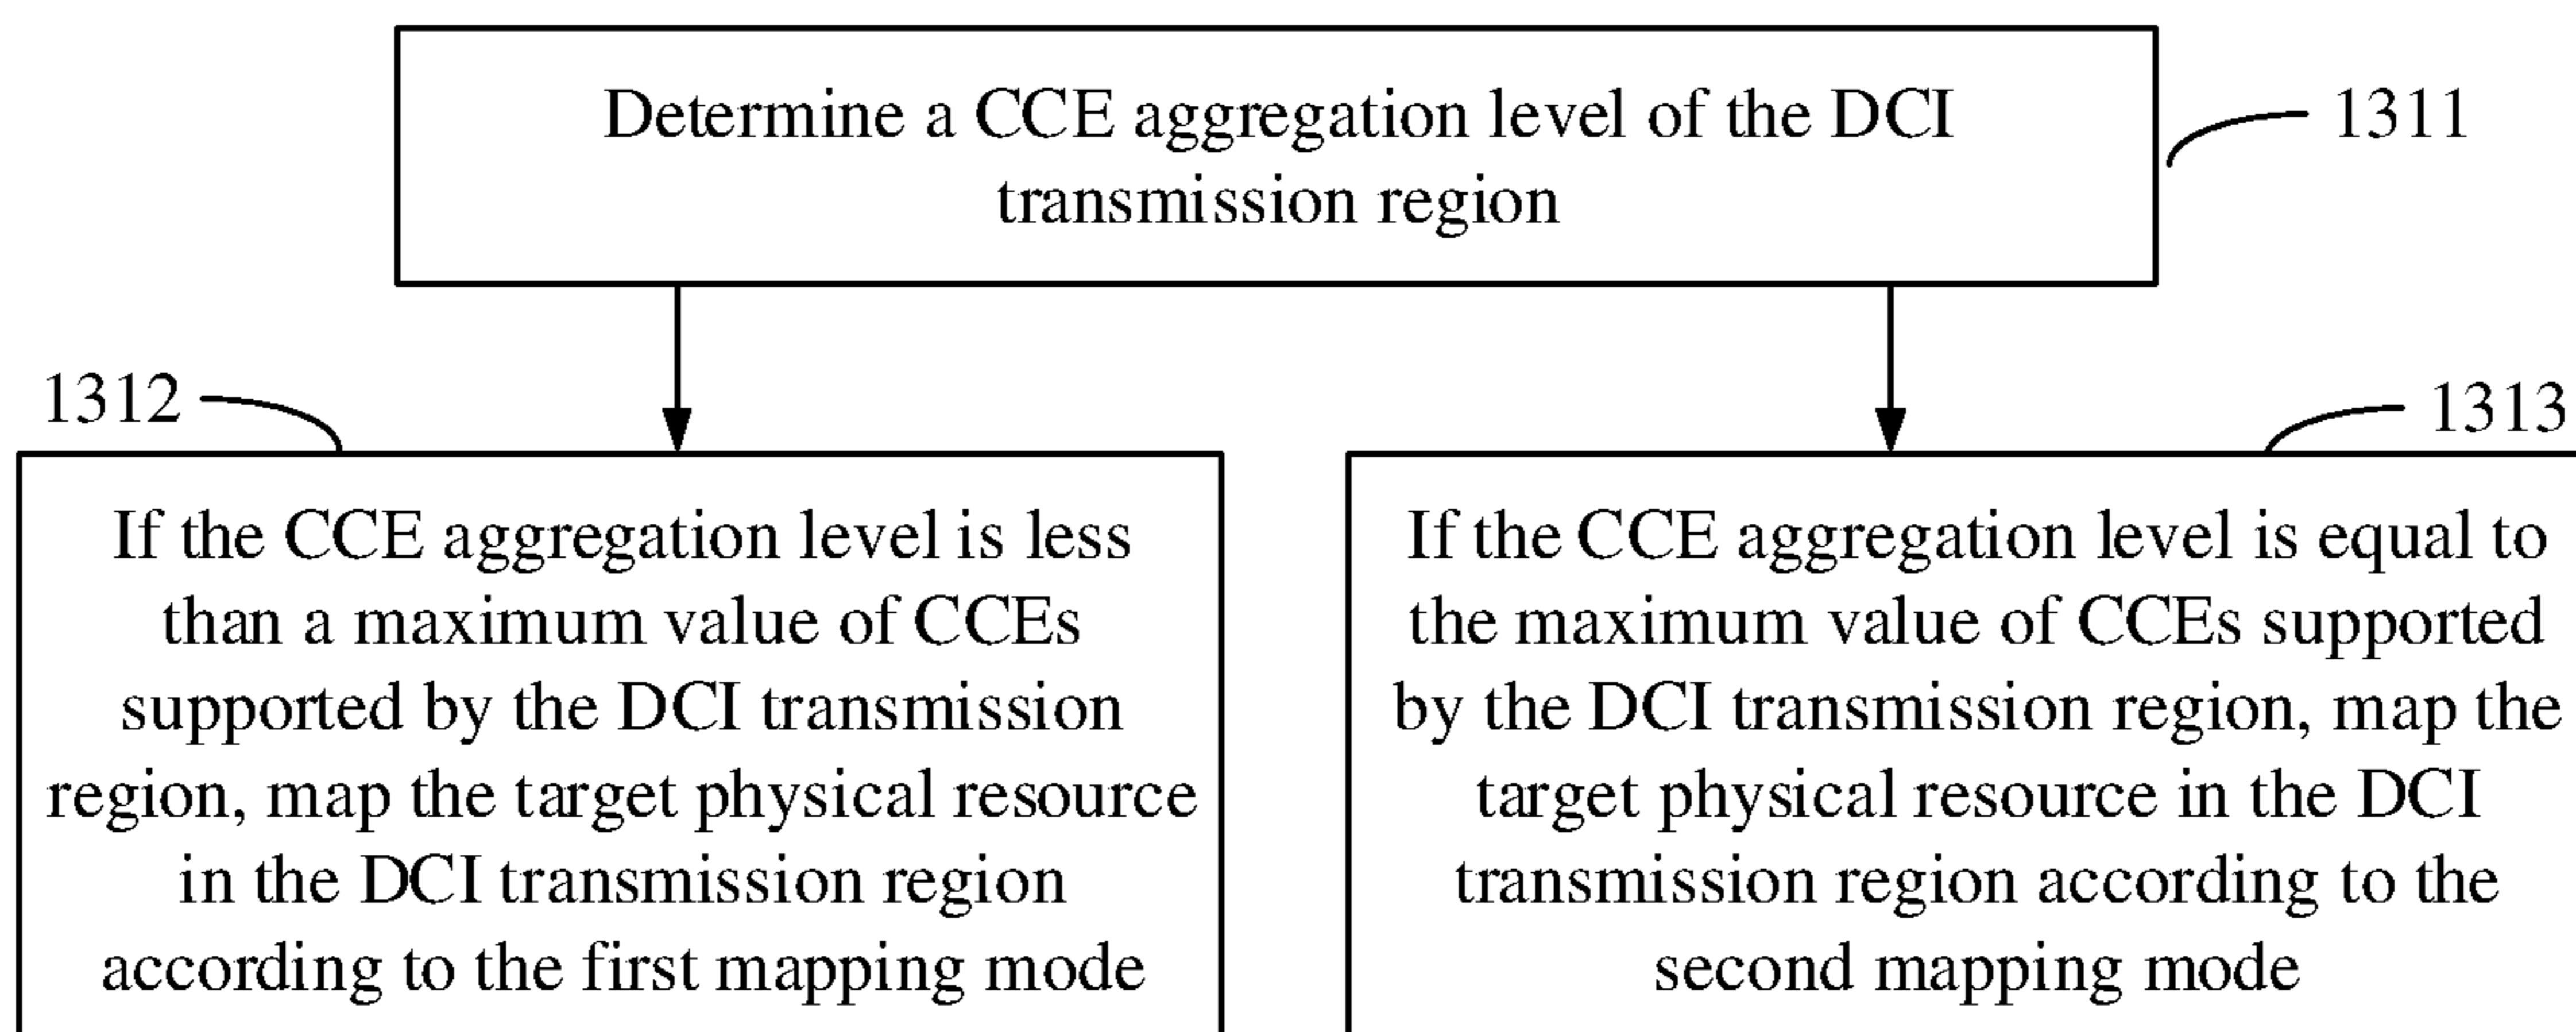 Determine a CCE aggregation level of the DCI
transmission region
1311
1312
If the CCE aggregation level is less
than a maximum value of CCEs
supported by the DCI transmission
region, map the target physical resource
in the DCI transmission region
according to the first mapping mode
1313
If the CCE aggregation level is equal to
the maximum value of CCEs supported
by the DCI transmission region, map the
target physical resource in the DCI
transmission region according to the
second mapping mode